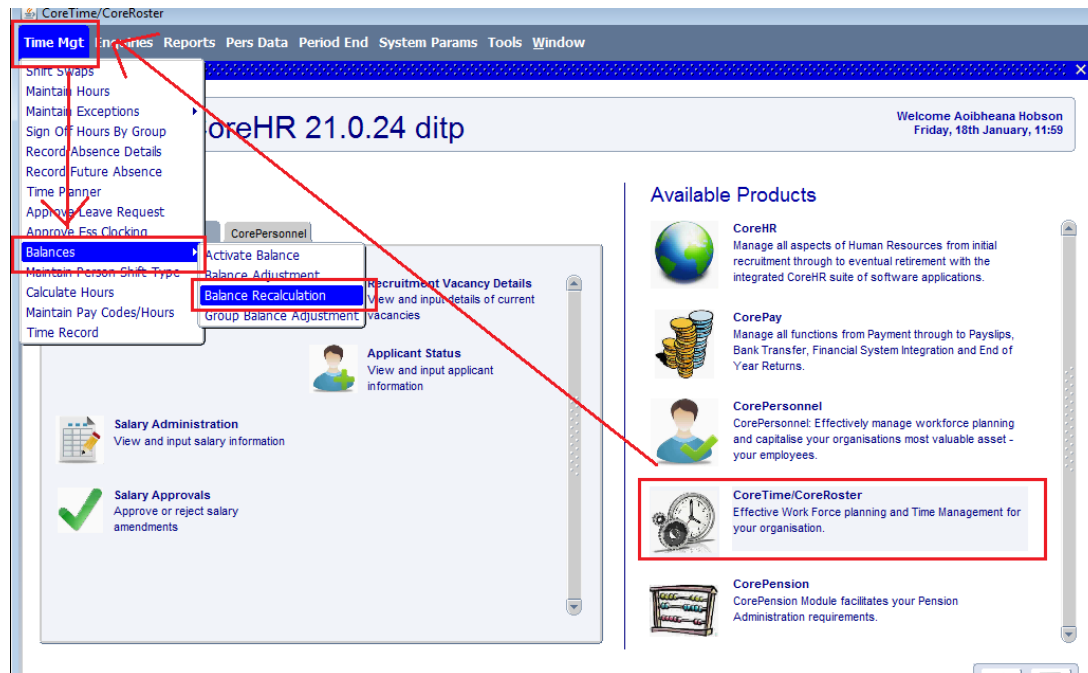 CoreTime/CoreRoster
Time Mgt Enquiries Reports Pers Data Period End System Params Tools Window
Shift Swaps
Maintain Hours
Maintain Exceptions
Sign Off Hours By Group
Record Absence Details
Record Future Absence
Time Planner
Approve Leave Request
Approve Ess Clocking
Balances
Maintain Person Shift Type
Calculate Hours
Maintain Pay Codes/Hours
Time Record
Activate Balance
Balance Adjustment
Balance Recalculation
Group Balance Adjustment
oreHR 21.0.24 ditp
Welcome Aoibheana Hobson
Friday, 18th January, 11:59
CorePersonnel
Recruitment Vacancy Details
View and input details of current
vacancies
Applicant Status
View and input applicant
information
Salary Administration
View and input salary information
Salary Approvals
Approve or reject salary
amendments
Available Products
CoreHR
Manage all aspects of Human Resources from initial
recruitment through to eventual retirement with the
integrated CoreHR suite of software applications.
CorePay
Manage all functions from Payment through to Payslips,
Bank Transfer, Financial System Integration and End of
Year Returns.
CorePersonnel
CorePersonnel: Effectively manage workforce planning
and capitalise your organisations most valuable asset -
your employees.
CoreTime/CoreRoster
Effective Work Force planning and Time Management for
your organisation.
CorePension
CorePension Module facilitates your Pension
Administration requirements.